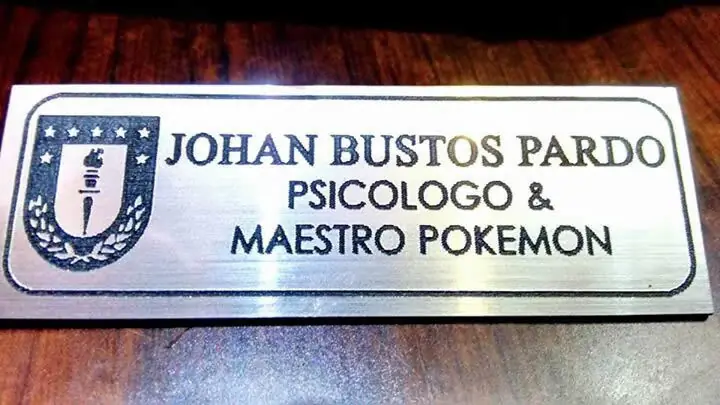 JOHAN BUSTOS PARDO
PSICOLOGO &
MAESTRO POKEMON